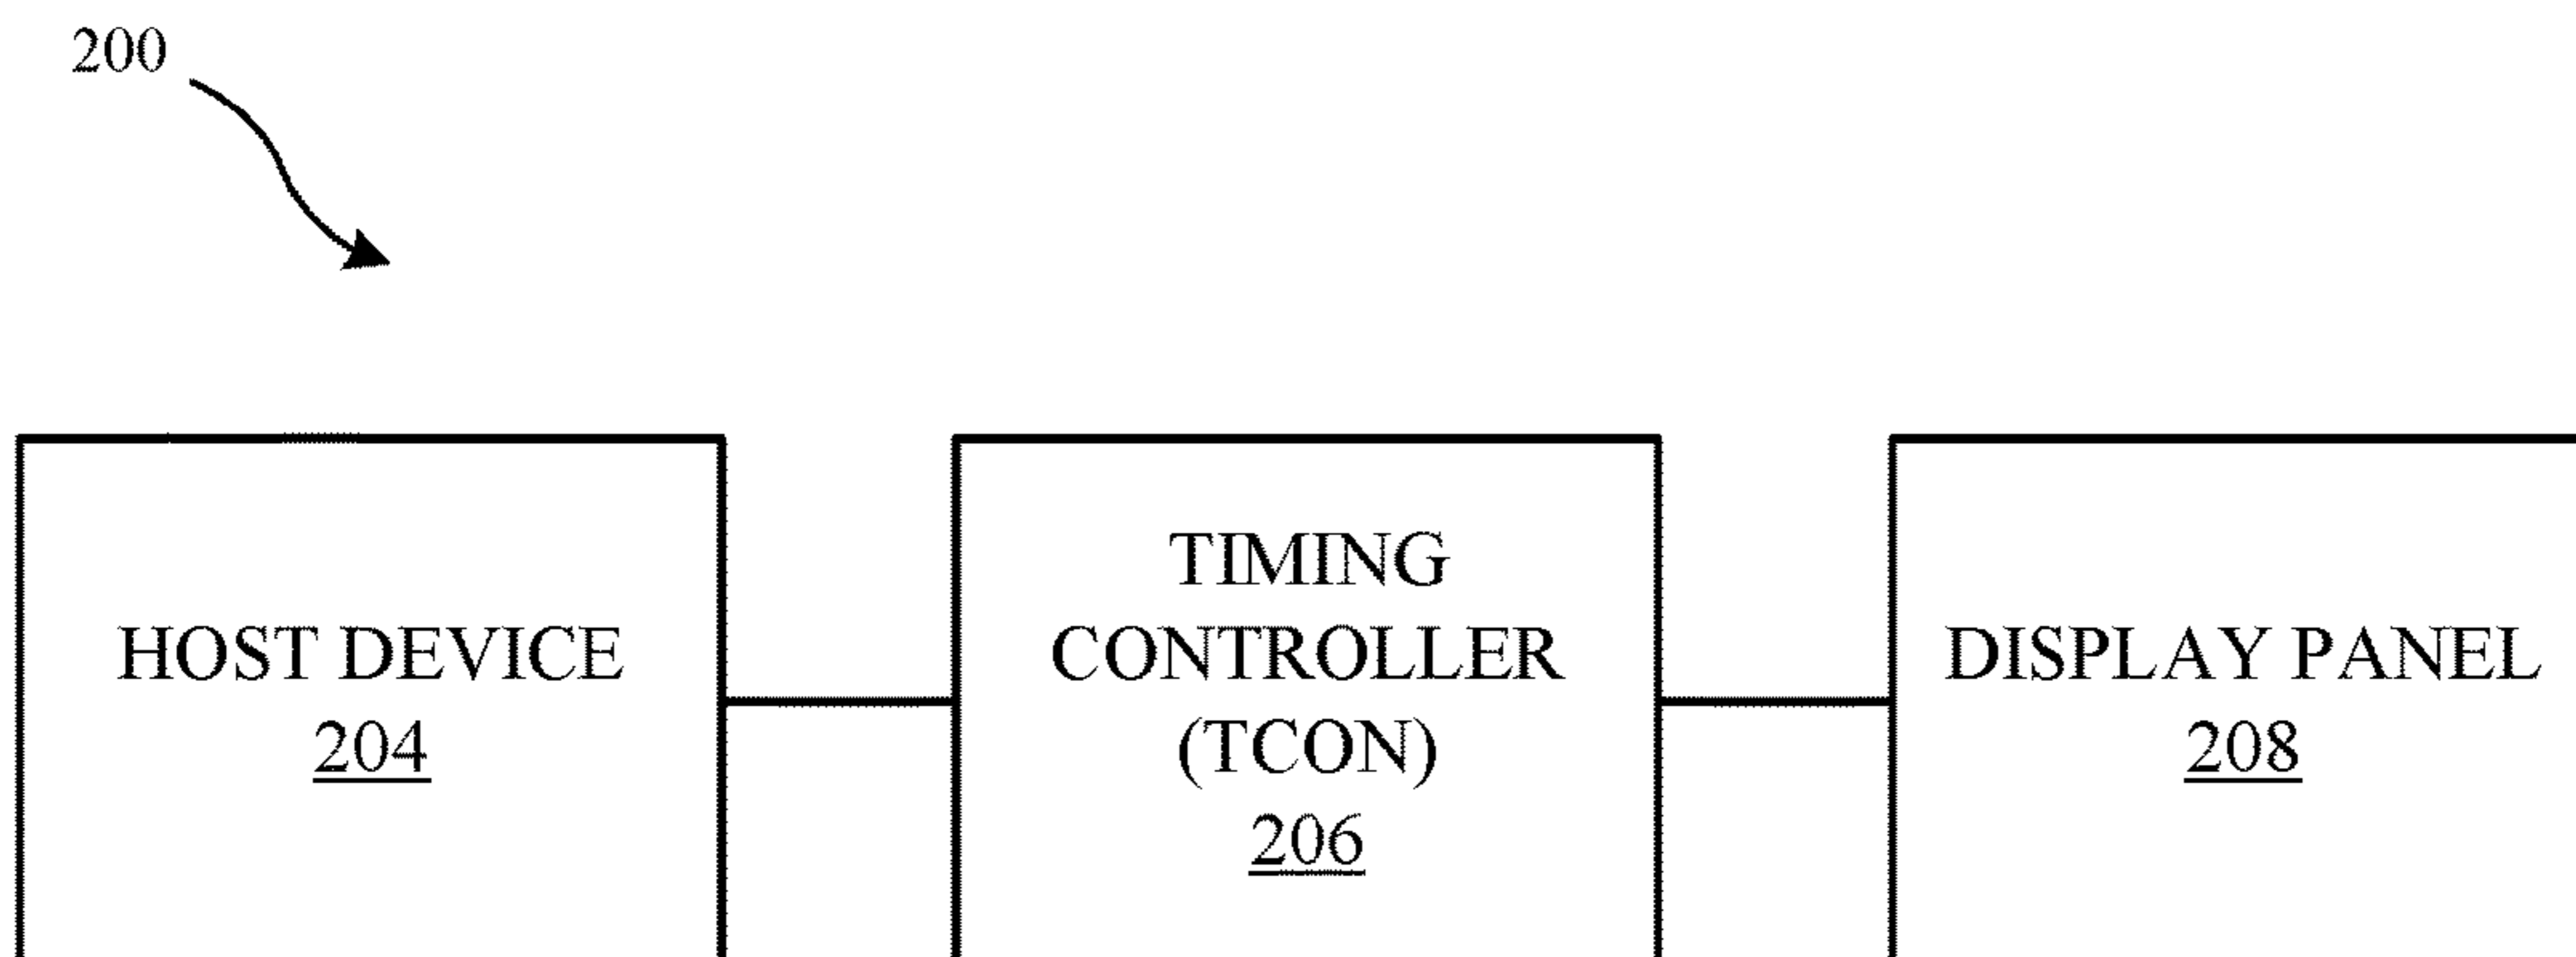 200
HOST DEVICE
204
TIMING
CONTROLLER
(TCON)
206
DISPLAY PANEL
208